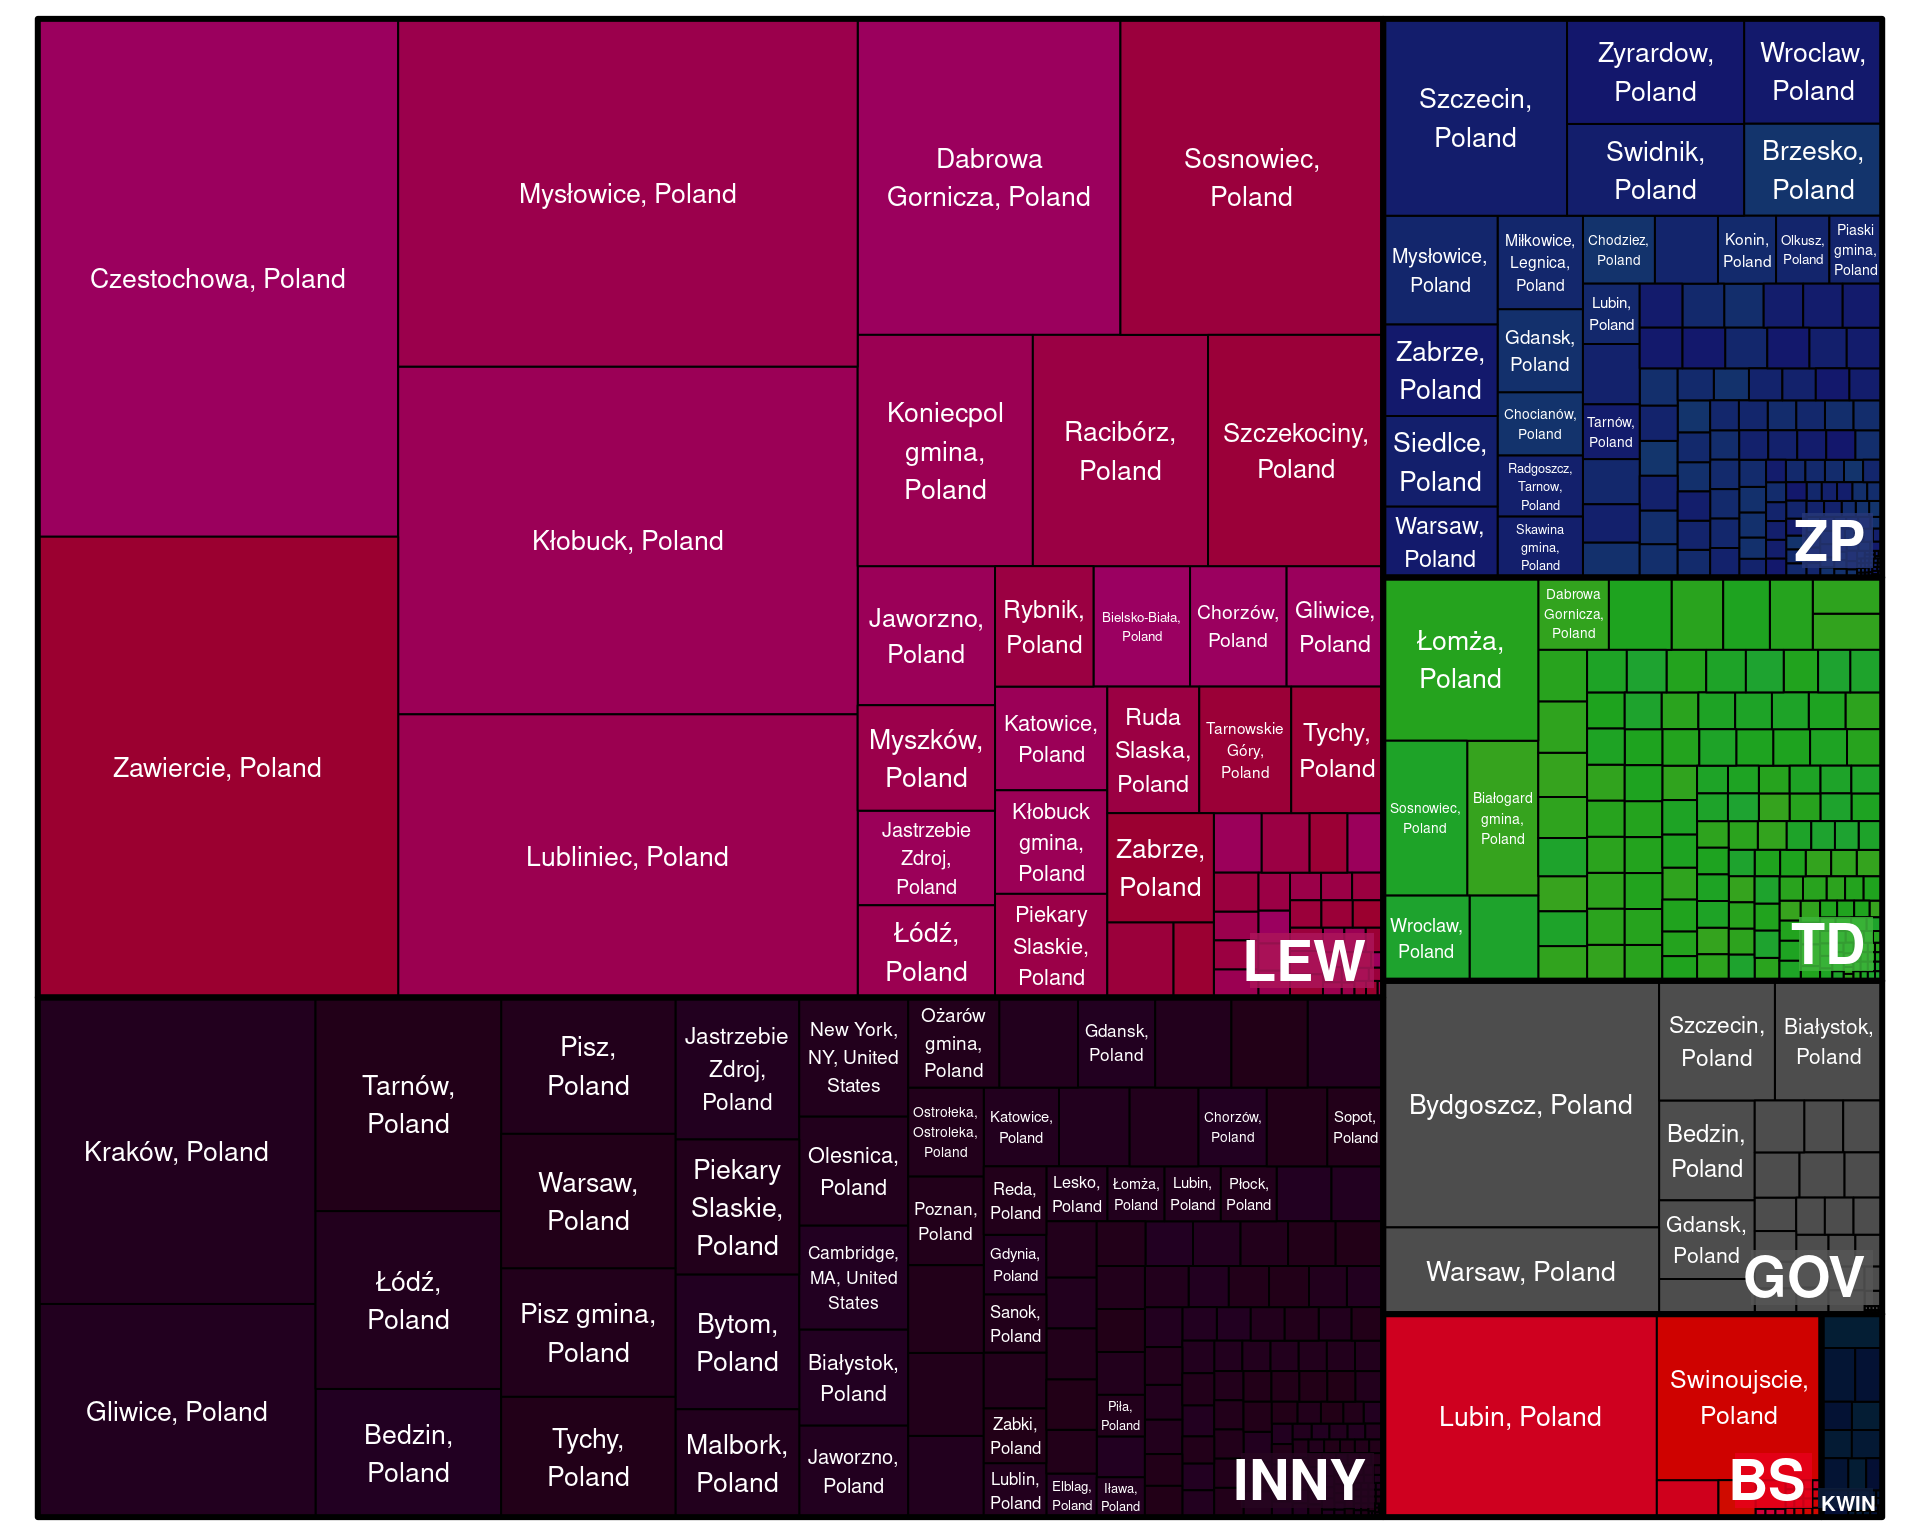 Czestochowa, Poland
Zawiercie, Poland
Mysłowice, Poland
Kłobuck, Poland
Lubliniec, Poland
Dabrowa
Gornicza, Poland
Sosnowiec,
Poland
Koniecpol
gmina,
Poland
Racibórz,
Poland
Szczekociny,
Poland
Jaworzno,
Poland
Myszków,
Poland
Jastrzebie
Zdroj,
Poland
Łódź,
Poland
Rybnik,
Poland
Bielsko-Biała,
Poland
Chorzów,
Poland
Gliwice,
Poland
Katowice,
Poland
Kłobuck
gmina,
Poland
Piekary
Slaskie,
Poland
Ruda
Slaska,
Poland
Tarnowskie
Góry,
Poland
Tychy,
Poland
Zabrze,
Poland
LEW
Kraków, Poland
Gliwice, Poland
Tarnów,
Poland
Łódź,
Poland
Bedzin,
Poland
Pisz,
Poland
Warsaw,
Poland
Pisz gmina,
Poland
Tychy,
Poland
Jastrzebie
Zdroj,
Poland
Piekary
Slaskie,
Poland
Bytom,
Poland
Malbork,
Poland
New York,
NY, United
States
Olesnica,
Poland
Cambridge,
MA, United
States
Białystok,
Poland
Jaworzno,
Poland
Ożarów
gmina,
Poland
Gdansk,
Poland
Ostrołeka,
Ostroleka,
Poland
Poznan,
Poland
Katowice,
Poland
Chorzów,
Poland
Sopot,
Poland
Reda,
Poland
Lesko,
Poland
Łomża,
Poland
Lubin,
Poland
Płock,
Poland
Gdynia,
Poland
Sanok,
Poland
Zabki,
Poland
Lublin,
Poland
Elblag,
Poland
Piła,
Poland
Iława,
Poland
INNY
Szczecin,
Poland
Zyrardow,
Poland
Wroclaw,
Poland
Swidnik,
Poland
Brzesko,
Poland
Mysłowice,
Poland
Zabrze,
Poland
Siedlce,
Poland
Warsaw,
Poland
Miłkowice,
Legnica,
Poland
Gdansk,
Poland
Chocianów,
Poland
Radgoszcz,
Tarnow,
Poland
Skawina
gmina,
Poland
Chodziez,
Poland
Konin,
Poland
Olkusz,
Poland
Piaski
gmina,
Poland
Lubin,
Poland
Tarnów,
Poland
ZP
Łomża,
Poland
Dabrowa
Gornicza,
Poland
Sosnowiec,
Poland
Białogard
gmina,
Poland
Wroclaw,
Poland
TD
Bydgoszcz, Poland
Warsaw, Poland
Szczecin,
Poland
Białystok,
Poland
Bedzin,
Poland
Gdansk,
Poland
GOV
Lubin, Poland
Swinoujscie,
Poland
BS
KWIN